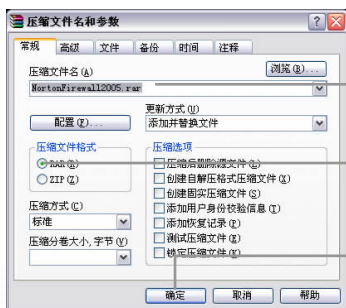 压缩文件名和参数
常规 高级 文件 备份 时间 注释
压缩文件名(A)
浏览(B)...
NortonFirewall2005.rar
更新方式(U)
配置(F)...
添加并替换文件
压缩文件格式
RAR(R)
ZIP(Z)
压缩选项
压缩后删除源文件(D)
创建自解压格式压缩文件(X)
创建固实压缩文件(S)
添加用户身份校验信息(T)
添加恢复记录(P)
测试压缩文件(E)
锁定压缩文件(K)
压缩方式(C)
标准
压缩分卷大小,字节(V)
确定 取消 帮助